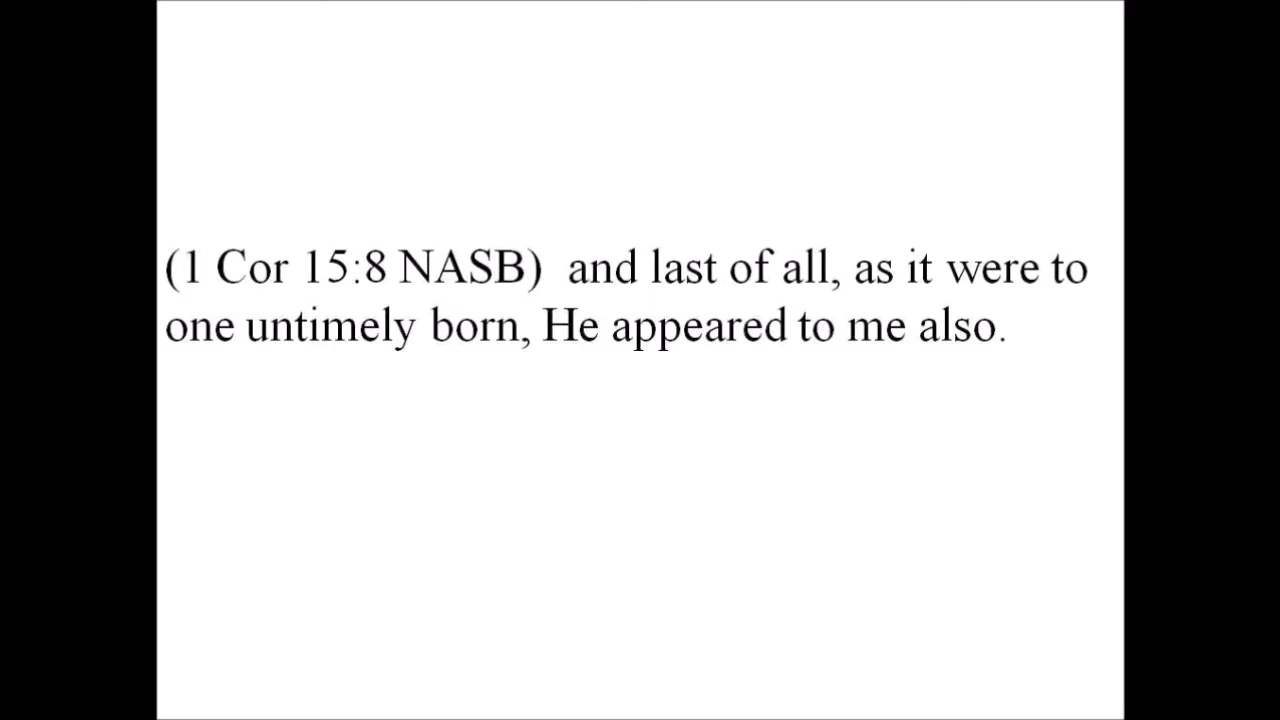 (1 Cor 15:8 NASB)  and last of all, as it were to
one untimely born, He appeared to me also.